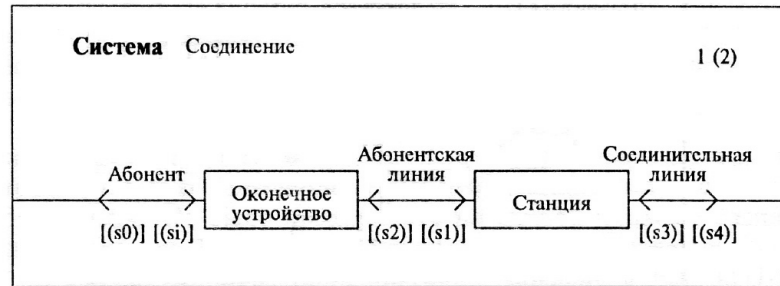 Система Соединение
1 (2)
Абонент
Оконечное
устройство
Абонентская
линия
Станция
Соединительная
линия
[(s0)] [(si)]
[(s2)] [(s1)]
[(s3)] [(s4)]